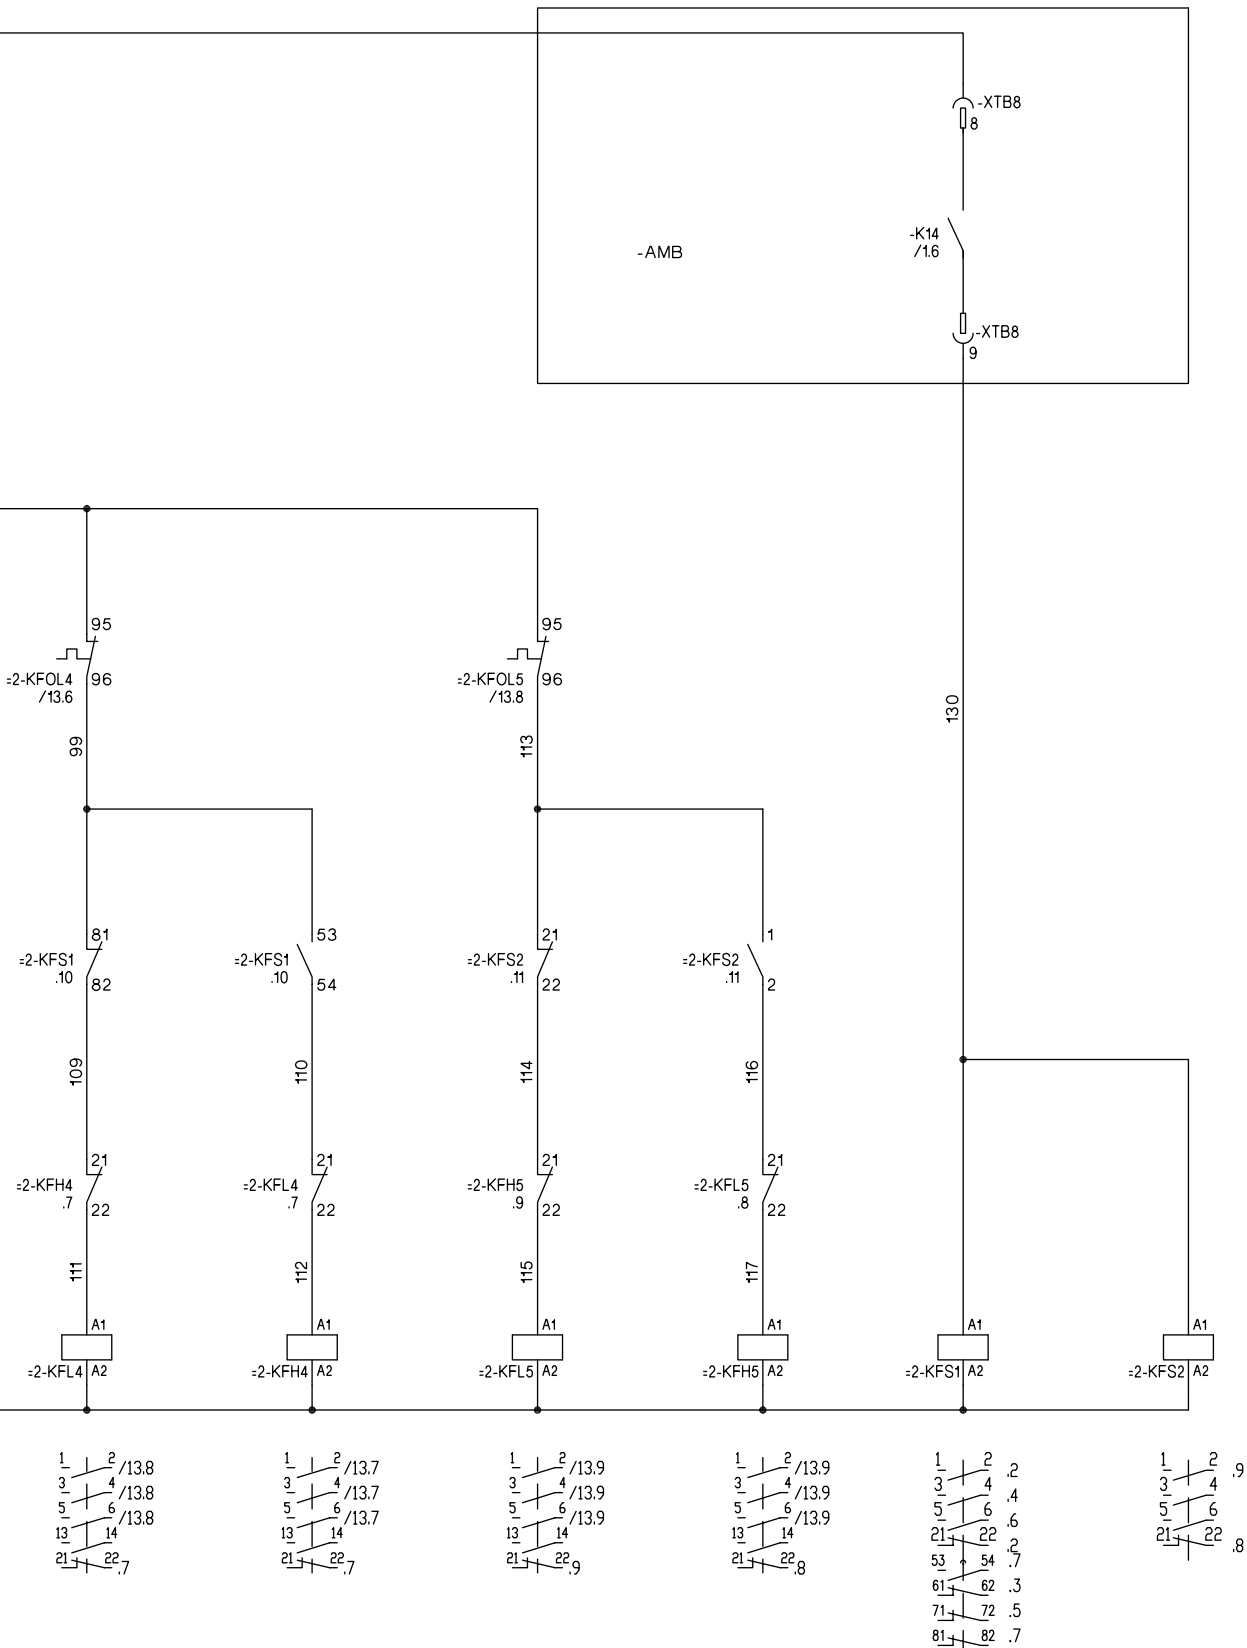 -XTB8
8
-K14
/1.6
-AMB
-XTB8
9
95
95
=2-KFOL4
96
/13.6
=2-KFOL5
96
/13.8
99
113
130
81
53
21
1
=2-KFS1
.10
82
=2-KFS1
.10
54
=2-KFS2
.11
22
=2-KFS2
.11
2
109
110
114
116
21
21
21
21
=2-KFH4
.7
22
=2-KFL4
.7
22
=2-KFH5
.9
22
=2-KFL5
.8
22
111
112
115
117
A1
A1
A1
A1
A1
A1
=2-KFL4 A2
=2-KFH4 A2
=2-KFL5 A2
=2-KFH5 A2
=2-KFS1 A2
=2-KFS2 A2
1 2 /13.8
3 4 /13.8
5 6 /13.8
13 14
21 22 .7
1 2 /13.7
3 4 /13.7
5 6 /13.7
13 14
21 22 .7
1 2 /13.9
3 4 /13.9
5 6 /13.9
13 14
21 22 .9
1 2 /13.9
3 4 /13.9
5 6 /13.9
13 14
21 22 .8
1 2 .2
3 4 .4
5 6 .6
21 22 .2
53 54 .7
61 62 .3
71 72 .5
81 82 .7
1 2 .9
3 4
5 6
21 22 .8